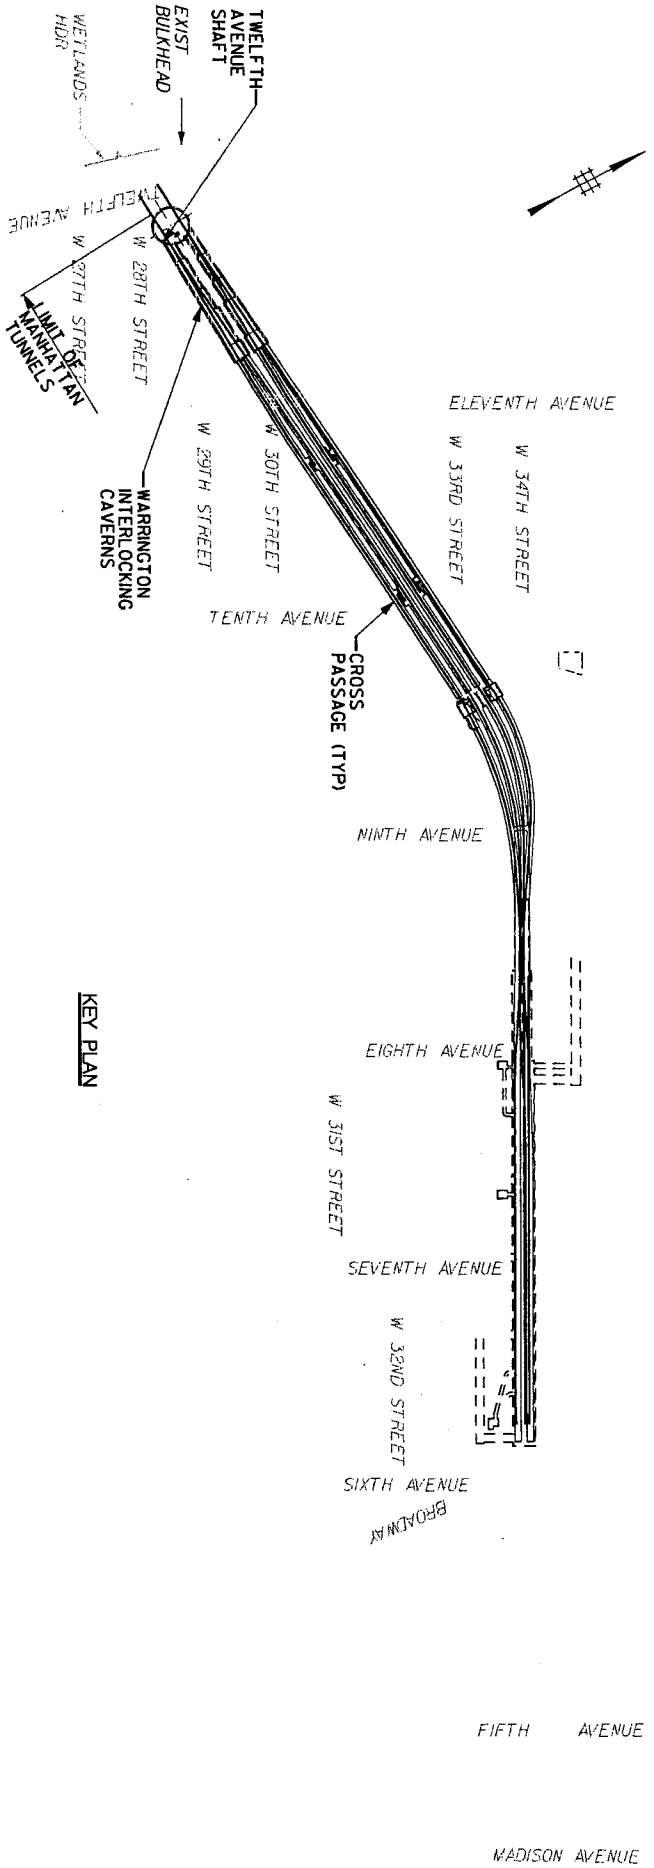 TWELFTH
AVENUE
SHAFT
EXIST
BULKHEAD
WETLANDS
HDR
TWELFTH AVENUE
W 27TH STREET
W 28TH STREET
LIMIT OF
MANHATTAN
TUNNELS
ELEVENTH AVENUE
W 29TH STREET
W 30TH STREET
W 33RD STREET
W 34TH STREET
WARRINGTON
INTERLOCKING
CAVERNS
TENTH AVENUE
CROSS
PASSAGE (TYP)
NINTH AVENUE
KEY PLAN
EIGHTH AVENUE
W 31ST STREET
SEVENTH AVENUE
W 32ND STREET
SIXTH AVENUE
BROADWAY
FIFTH AVENUE
MADISON AVENUE